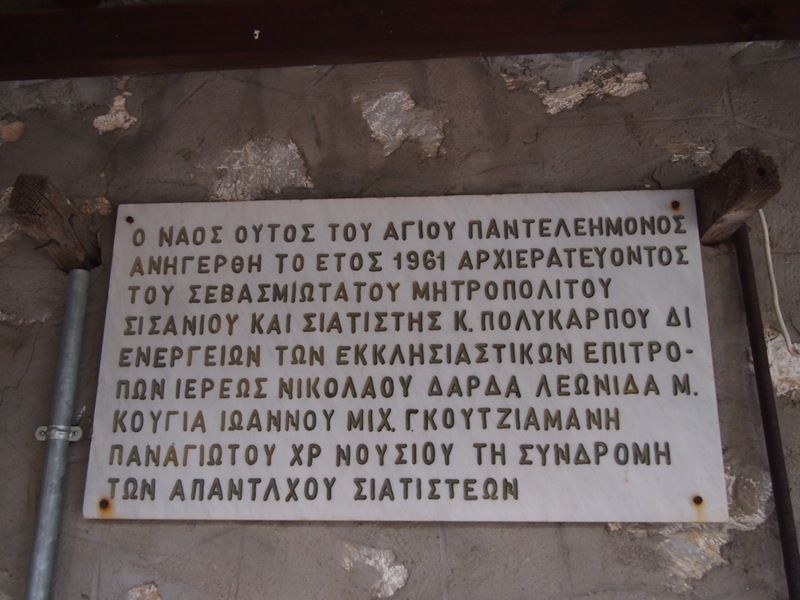 Ο ΝΑΟΣ ΟΥΤΟΣ ΤΟΥ ΑΓΙΟΥ ΠΑΝΤΕΛΕΗΜΟΝΟΣ
ΑΝΗΓΕΡΘΗ ΤΟ ΕΤΟΣ 1961 ΑΡΧΙΕΡΑΤΕΥΟΝΤΟΣ
ΤΟΥ ΣΕΒΑΣΜΙΩΤΑΤΟΥ ΜΗΤΡΟΠΟΛΙΤΟΥ
ΣΙΣΑΝΙΟΥ ΚΑΙ ΣΙΑΤΙΣΤΗΣ Κ. ΠΟΛΥΚΑΡΠΟΥ ΔΙ
ΕΝΕΡΓΕΙΩΝ ΤΩΝ ΕΚΚΛΗΣΙΑΣΤΙΚΩΝ ΕΠΙΤΡΟ-
ΠΩΝ ΙΕΡΕΩΣ ΝΙΚΟΛΑΟΥ ΔΑΡΔΑ ΛΕΩΝΙΔΑ Μ.
ΚΟΥΓΙΑ ΙΩΑΝΝΟΥ ΜΙΧ. ΓΚΟΥΤΖΙΑΜΑΝΗ
ΠΑΝΑΓΙΩΤΟΥ ΧΡ ΝΟΥΣΙΟΥ ΤΗ ΣΥΝΔΡΟΜΗ
ΤΩΝ ΑΠΑΝΤΛΧΟΥ ΣΙΑΤΙΣΤΕΩΝ